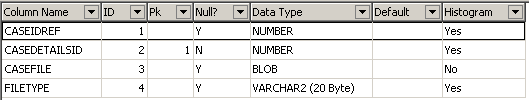 Column Name ID Pk Null? Data Type Default Histogram
CASEIDREF 1 Y NUMBER Yes
CASEDETAILSID 2 1 N NUMBER Yes
CASEFILE 3 Y BLOB No
FILETYPE 4 Y VARCHAR2 (20 Byte) Yes